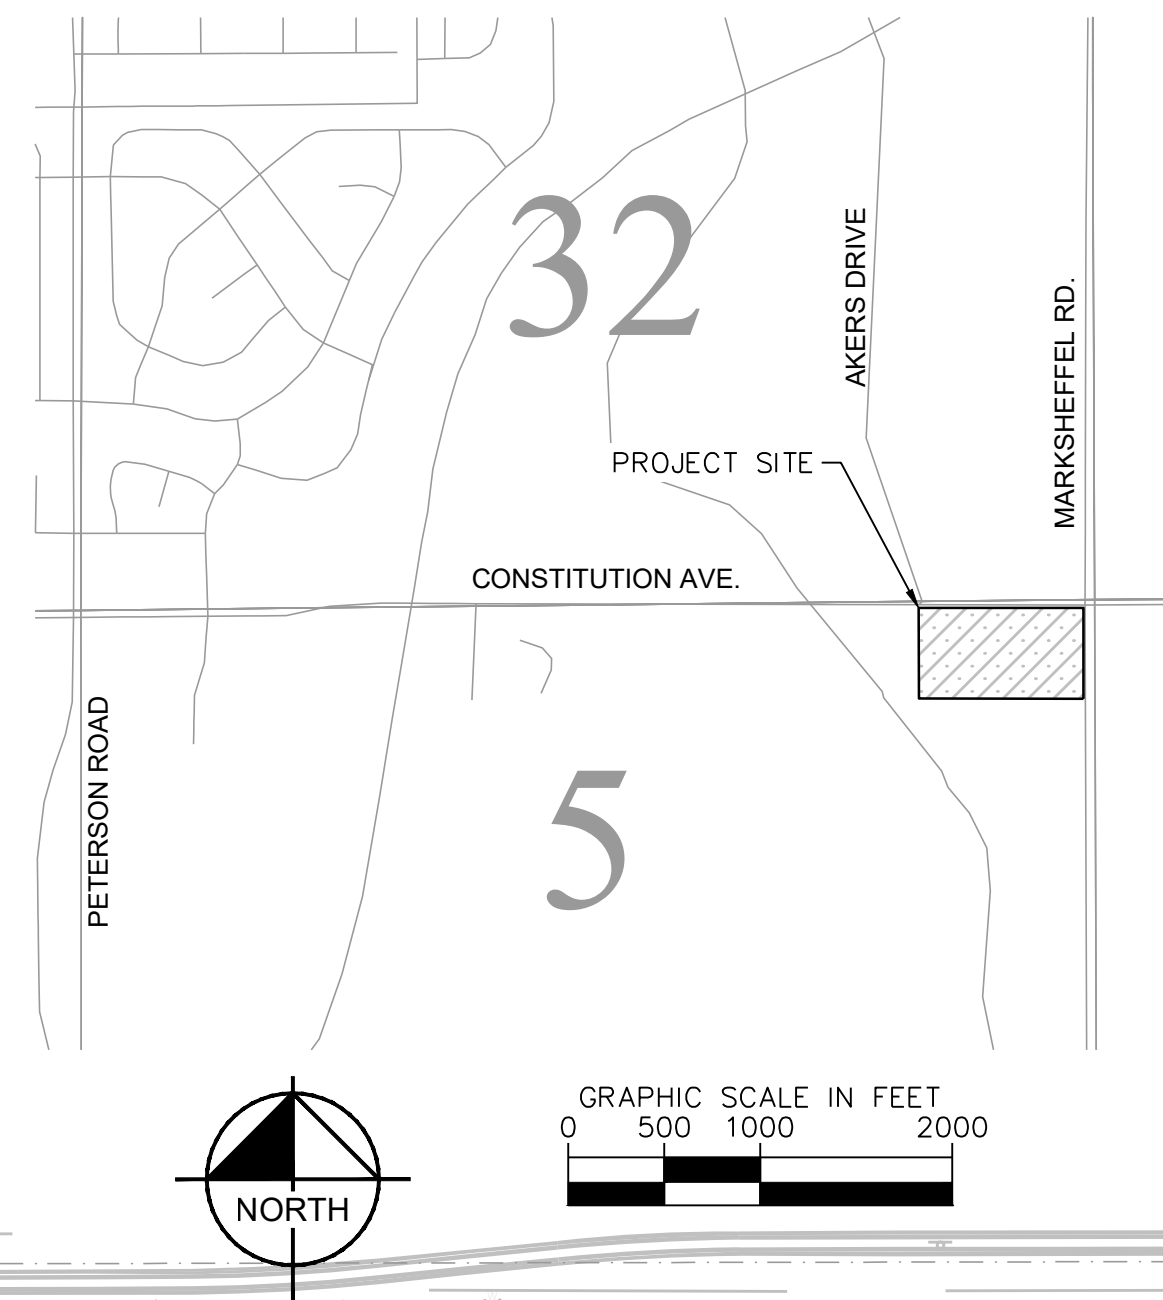 32
AKERS DRIVE
MARKSHEFFEL RD.
PROJECT SITE
CONSTITUTION AVE.
PETERSON ROAD
5
GRAPHIC SCALE IN FEET
0 500 1000 2000
NORTH